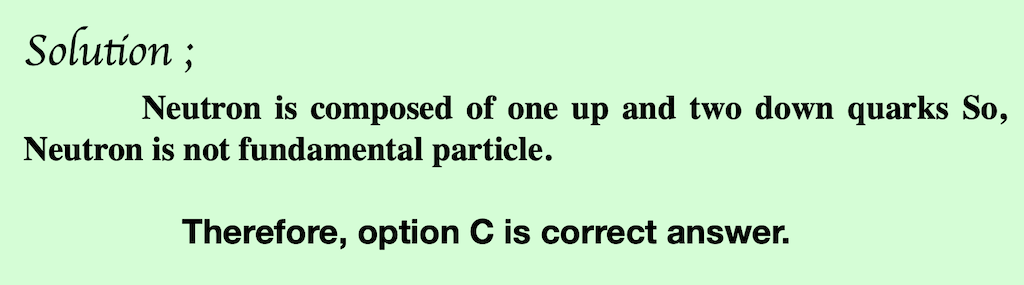 Solution ;
Neutron is composed of one up and two down quarks So,
Neutron is not fundamental particle.
Therefore, option C is correct answer.